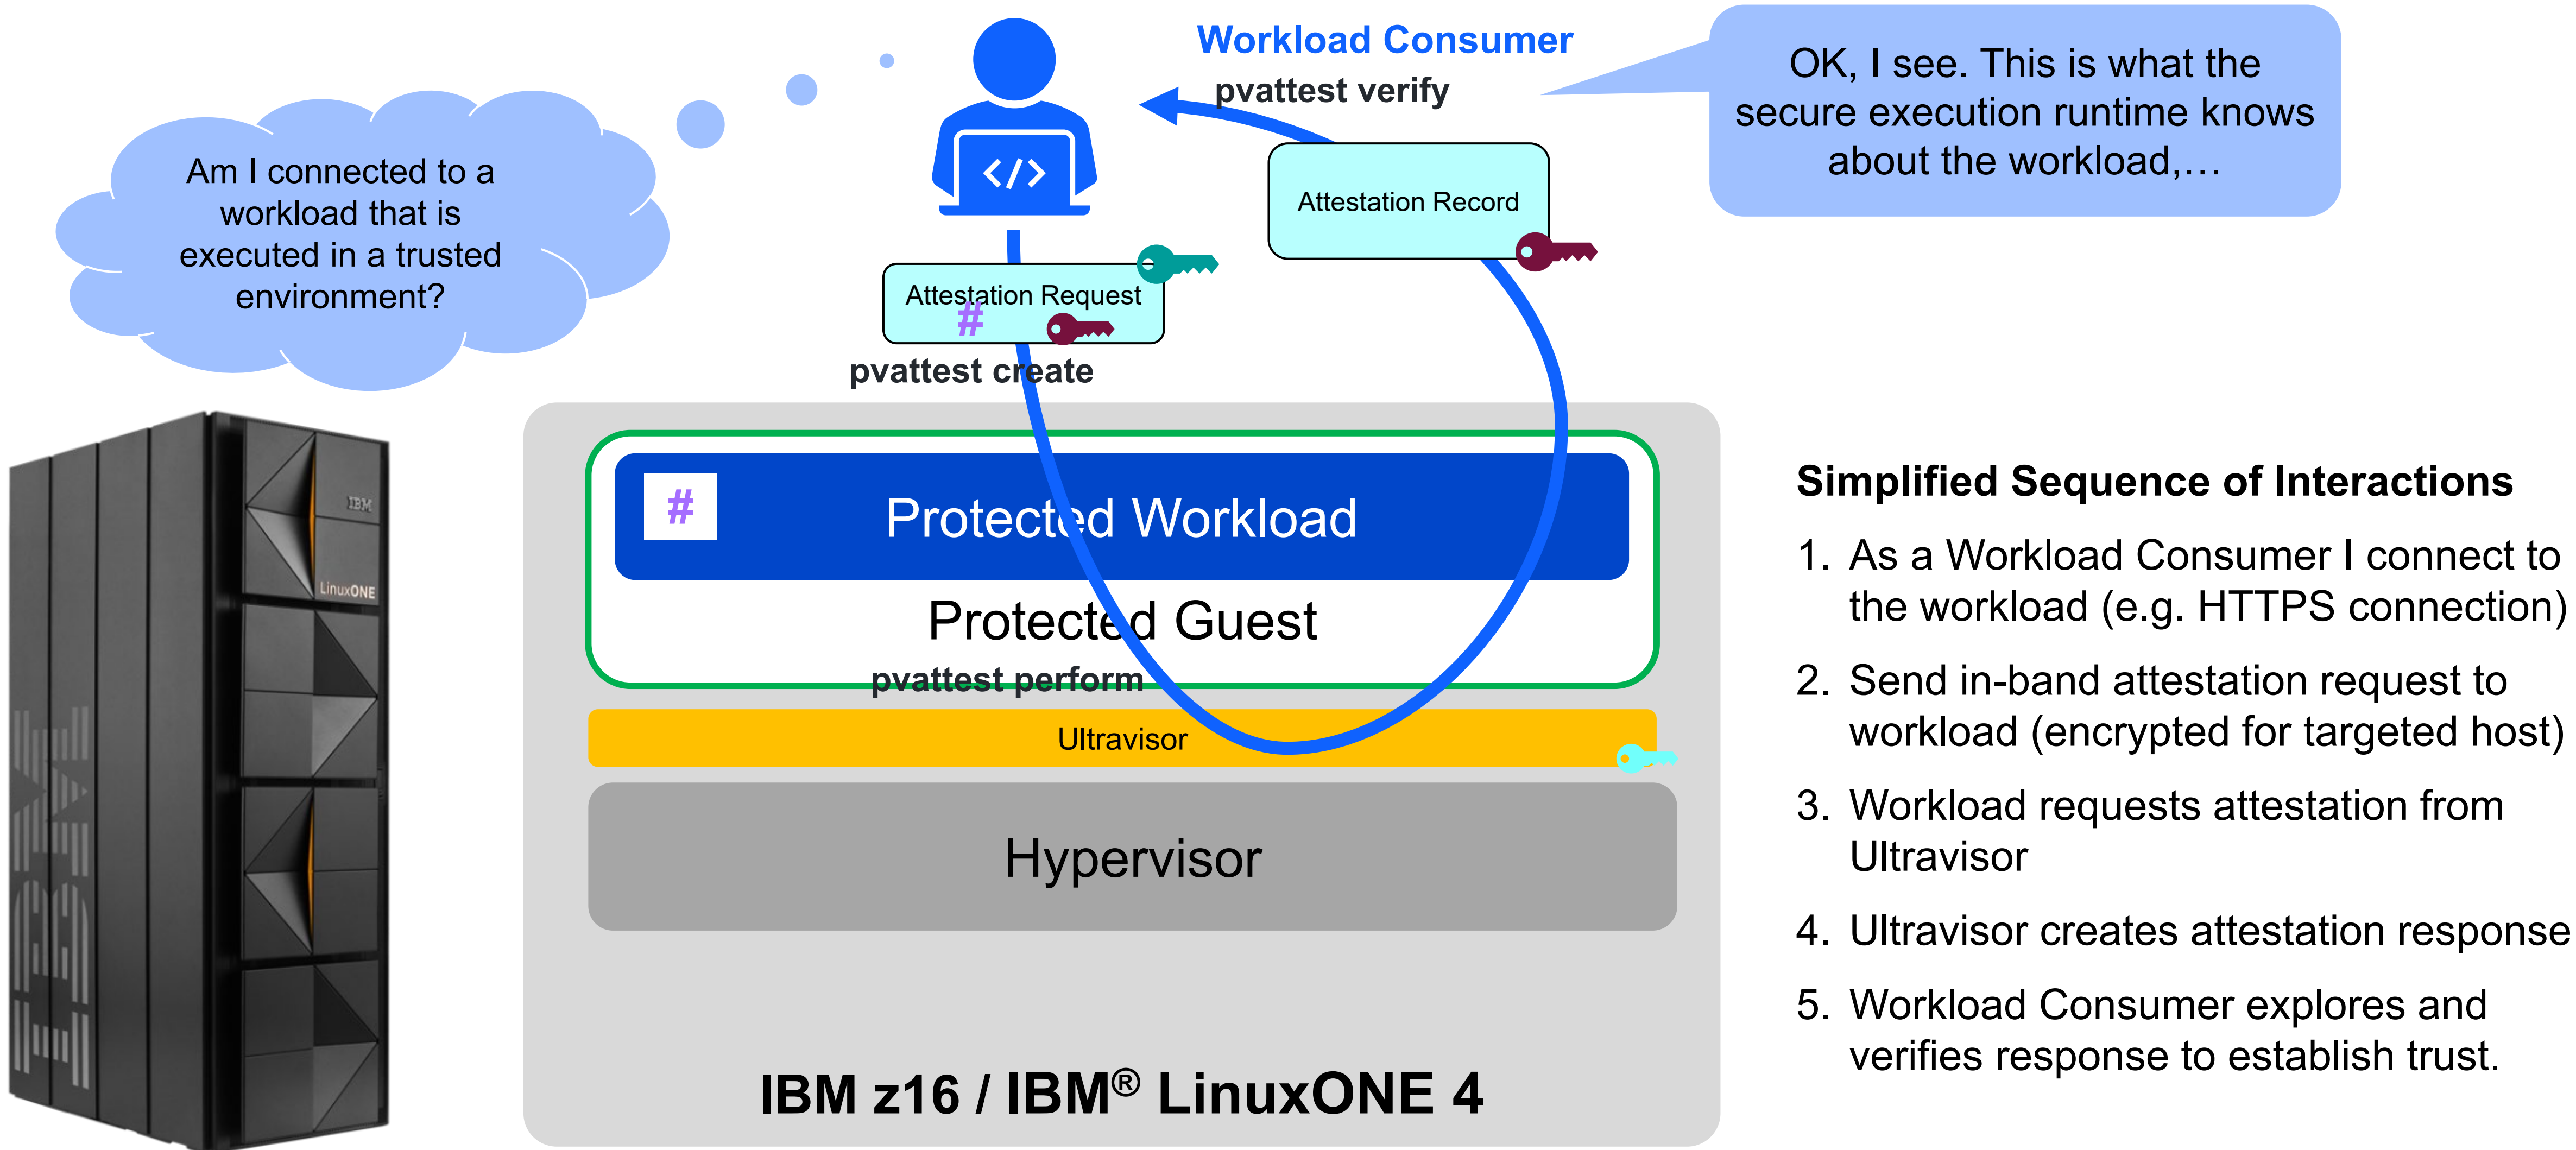 Workload Consumer
pvattest verify
OK, I see. This is what the
secure execution runtime knows
about the workload,…
Am I connected to a
workload that is
executed in a trusted
environment?
Attestation Record
Attestation Request
#
pvattest create
#
Protected Workload
Protected Guest
pvattest perform
Ultravisor
Hypervisor
IBM z16 / IBM® LinuxONE 4
IBM
LinuxONE
IBM
Simplified Sequence of Interactions
1. As a Workload Consumer I connect to
the workload (e.g. HTTPS connection)
2. Send in-band attestation request to
workload (encrypted for targeted host)
3. Workload requests attestation from
Ultravisor
4. Ultravisor creates attestation response
5. Workload Consumer explores and
verifies response to establish trust.